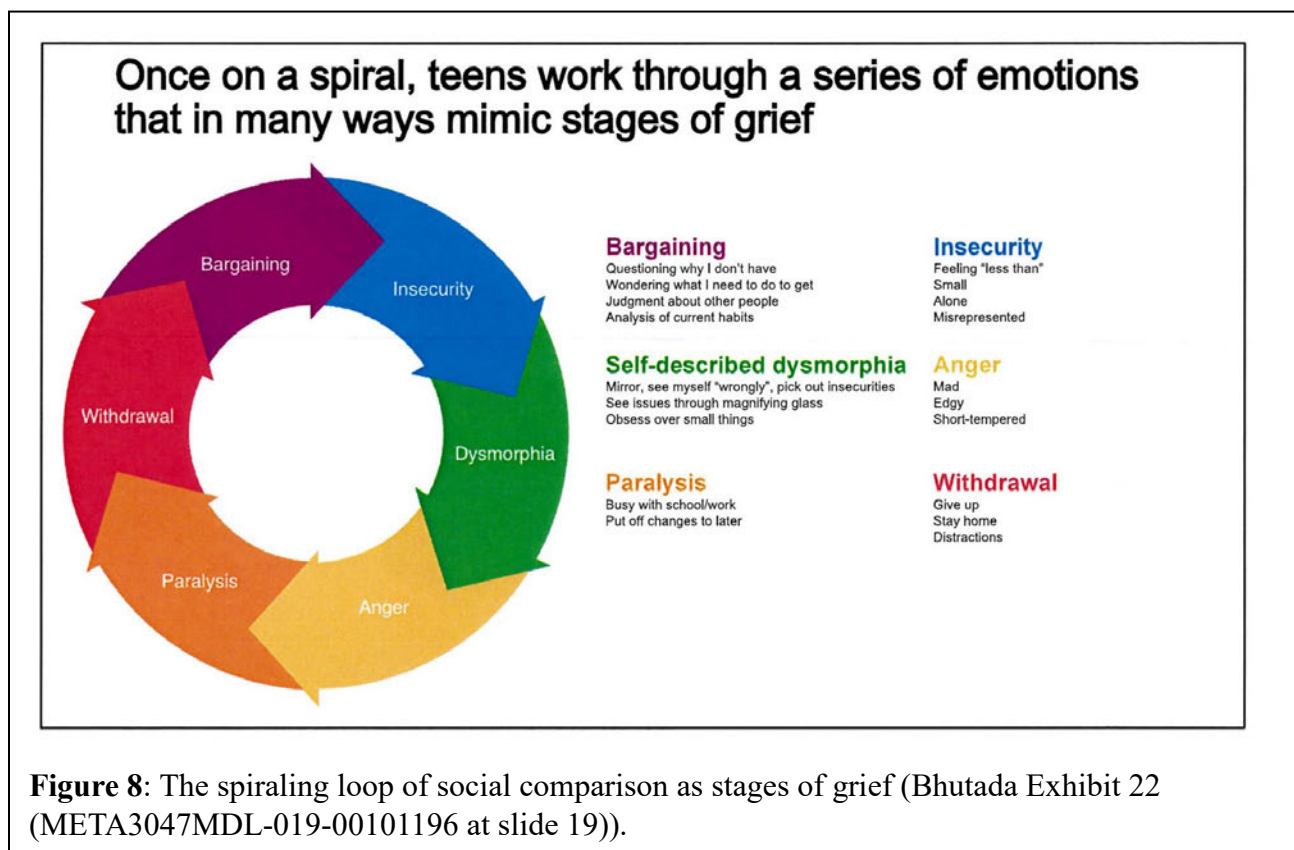 Once on a spiral, teens work through a series of emotions
that in many ways mimic stages of grief
Bargaining
Insecurity
Dysmorphia
Anger
Paralysis
Withdrawal
Bargaining
Questioning why I don't have
Wondering what I need to do to get
Judgment about other people
Analysis of current habits
Insecurity
Feeling "less than"
Small
Alone
Misrepresented
Self-described dysmorphia
Mirror, see myself "wrongly", pick out insecurities
See issues through magnifying glass
Obsess over small things
Anger
Mad
Edgy
Short-tempered
Paralysis
Busy with school/work
Put off changes to later
Withdrawal
Give up
Stay home
Distractions
Figure 8: The spiraling loop of social comparison as stages of grief (Bhutada Exhibit 22
(META3047MDL-019-00101196 at slide 19)).